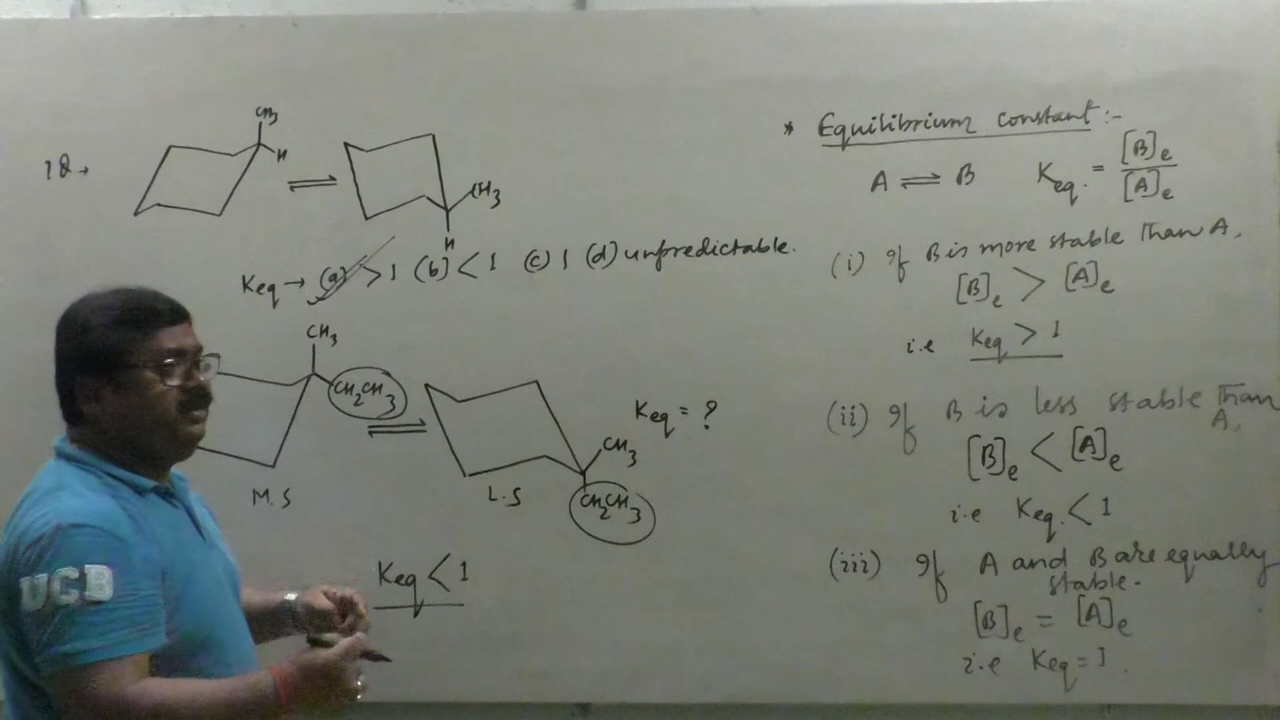 1Q→
CH3
H
CH3
H
Keq → (a) > 1 (b) < 1 (c) 1 (d) unpredictable.
CH3
CH2CH3
M.S
CH3
CH2CH3
L.S
Keq = ?
Keq < 1
UCB
* Equilibrium constant :-
A ⇌ B Keq. = [B]e / [A]e
(i) If B is more stable than A.
[B]e > [A]e
i.e Keq > 1
(ii) If B is less stable than A.
[B]e < [A]e
i.e Keq. < 1
(iii) If A and B are equally stable.
[B]e = [A]e
i.e Keq = 1.